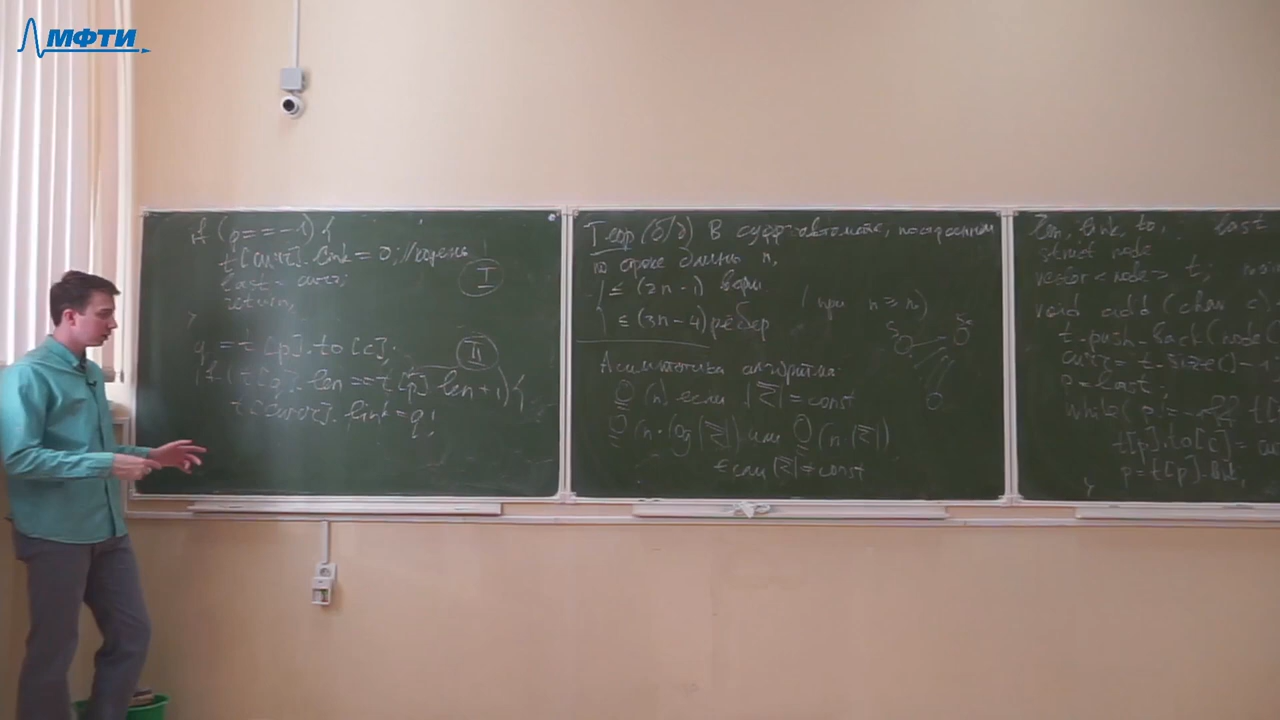 МФТИ
if (p == -1) {
t[curr].link = 0; // корень
last = curr;
return;
}
I
q = t[p].to[c];
II
if (t[q].len == t[p].len + 1) {
t[curr].link = q;
Теор (б/д) В суфф. автомате, построенном
по строке длины n,
≤ (2n-1) верш
≤ (3n-4) рёбер
(при n ≥ n₀)
Асимптотика алгоритма:
O(n) если |Σ| = const
O(n·log|Σ|) или O(n·|Σ|)
если |Σ| ≠ const
len, link, to, last
struct node
vector<node> t;
void add (char c)
t.push_back(node(
curr = t.size() - 1
p = last
while (p != -1 && t[
t[p].to[c] =
p = t[p].link,
}